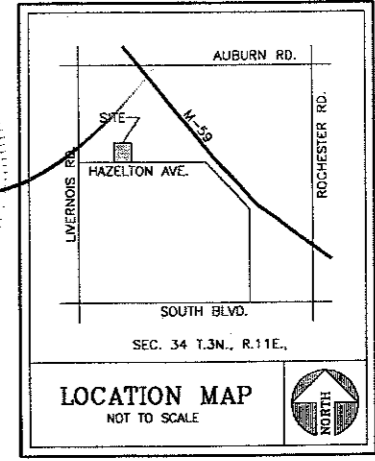 AUBURN RD.
SITE
M-59
LIVERNOIS RD.
ROCHESTER RD.
HAZELTON AVE.
SOUTH BLVD.
SEC. 34 T.3N., R.11E.,
LOCATION MAP
NOT TO SCALE
NORTH